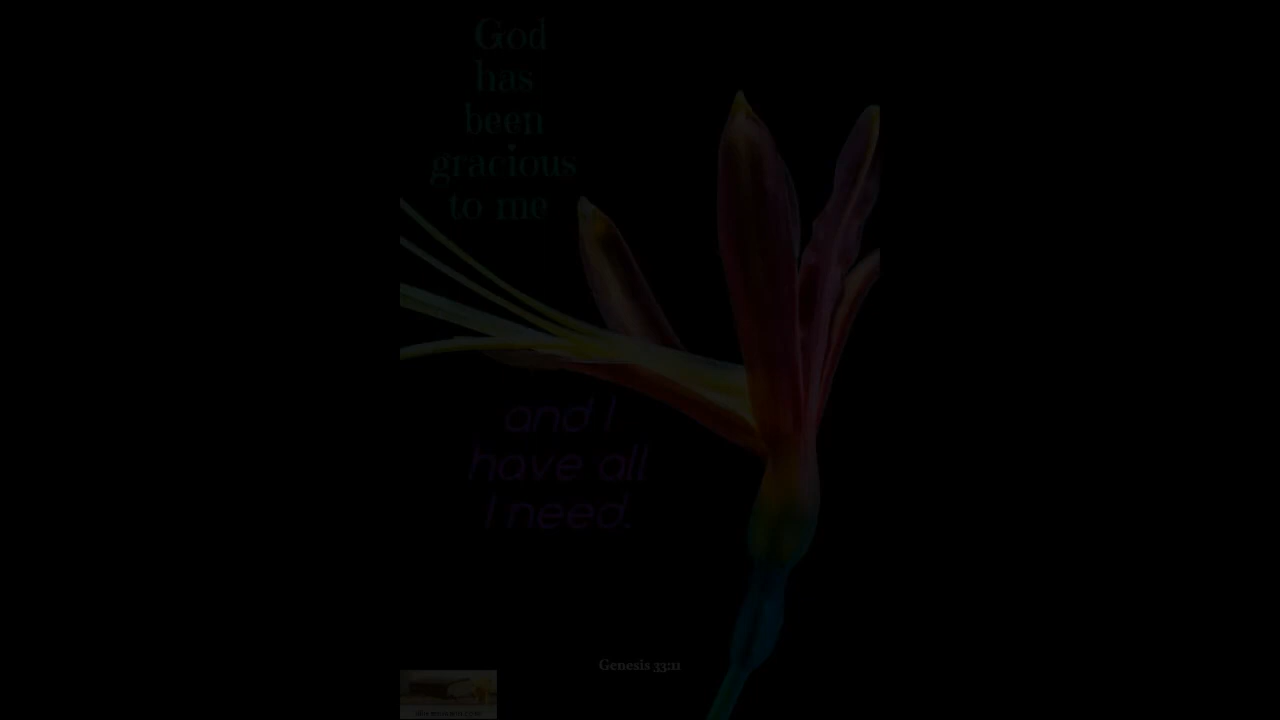 God
has
been
gracious
to me
and I
have all
I need.
Genesis 33:11